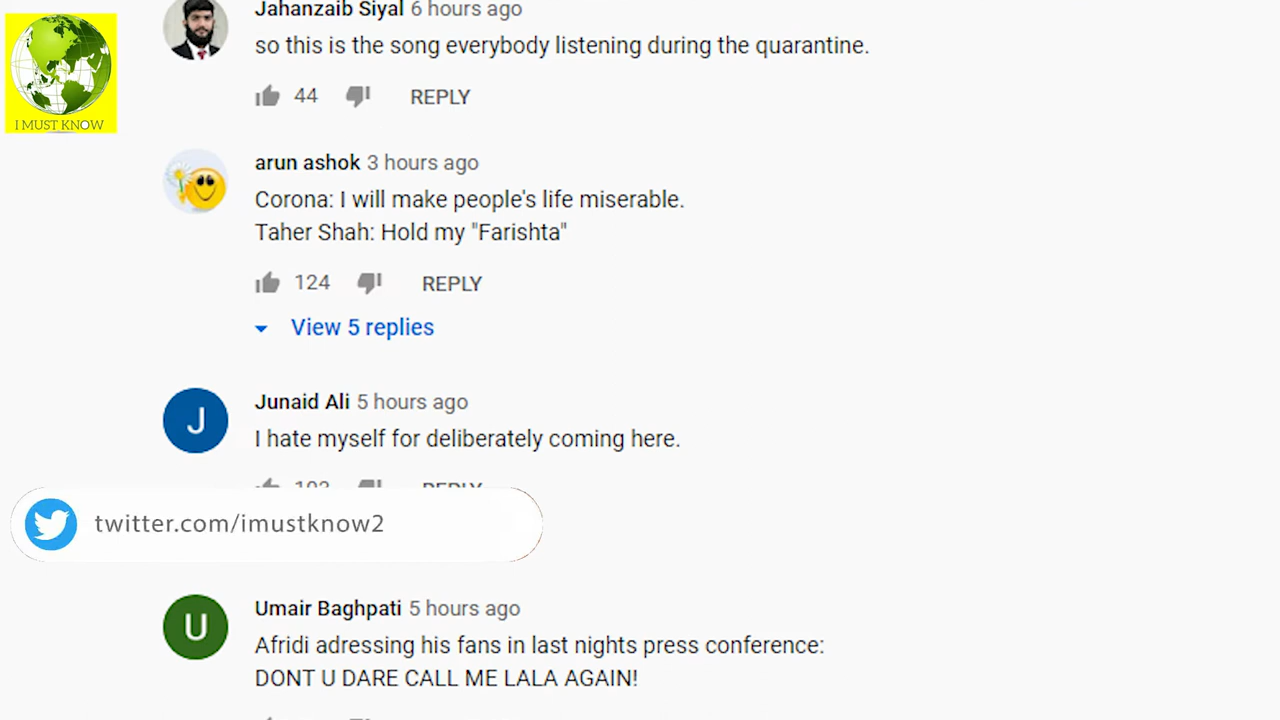 Jahanzaib Siyal 6 hours ago
so this is the song everybody listening during the quarantine.
I MUST KNOW
44 REPLY
arun ashok 3 hours ago
Corona: I will make people's life miserable.
Taher Shah: Hold my "Farishta"
124 REPLY
View 5 replies
Junaid Ali 5 hours ago
J
I hate myself for deliberately coming here.
REPLY
twitter.com/imustknow2
Umair Baghpati 5 hours ago
U
Afridi adressing his fans in last nights press conference:
DONT U DARE CALL ME LALA AGAIN!